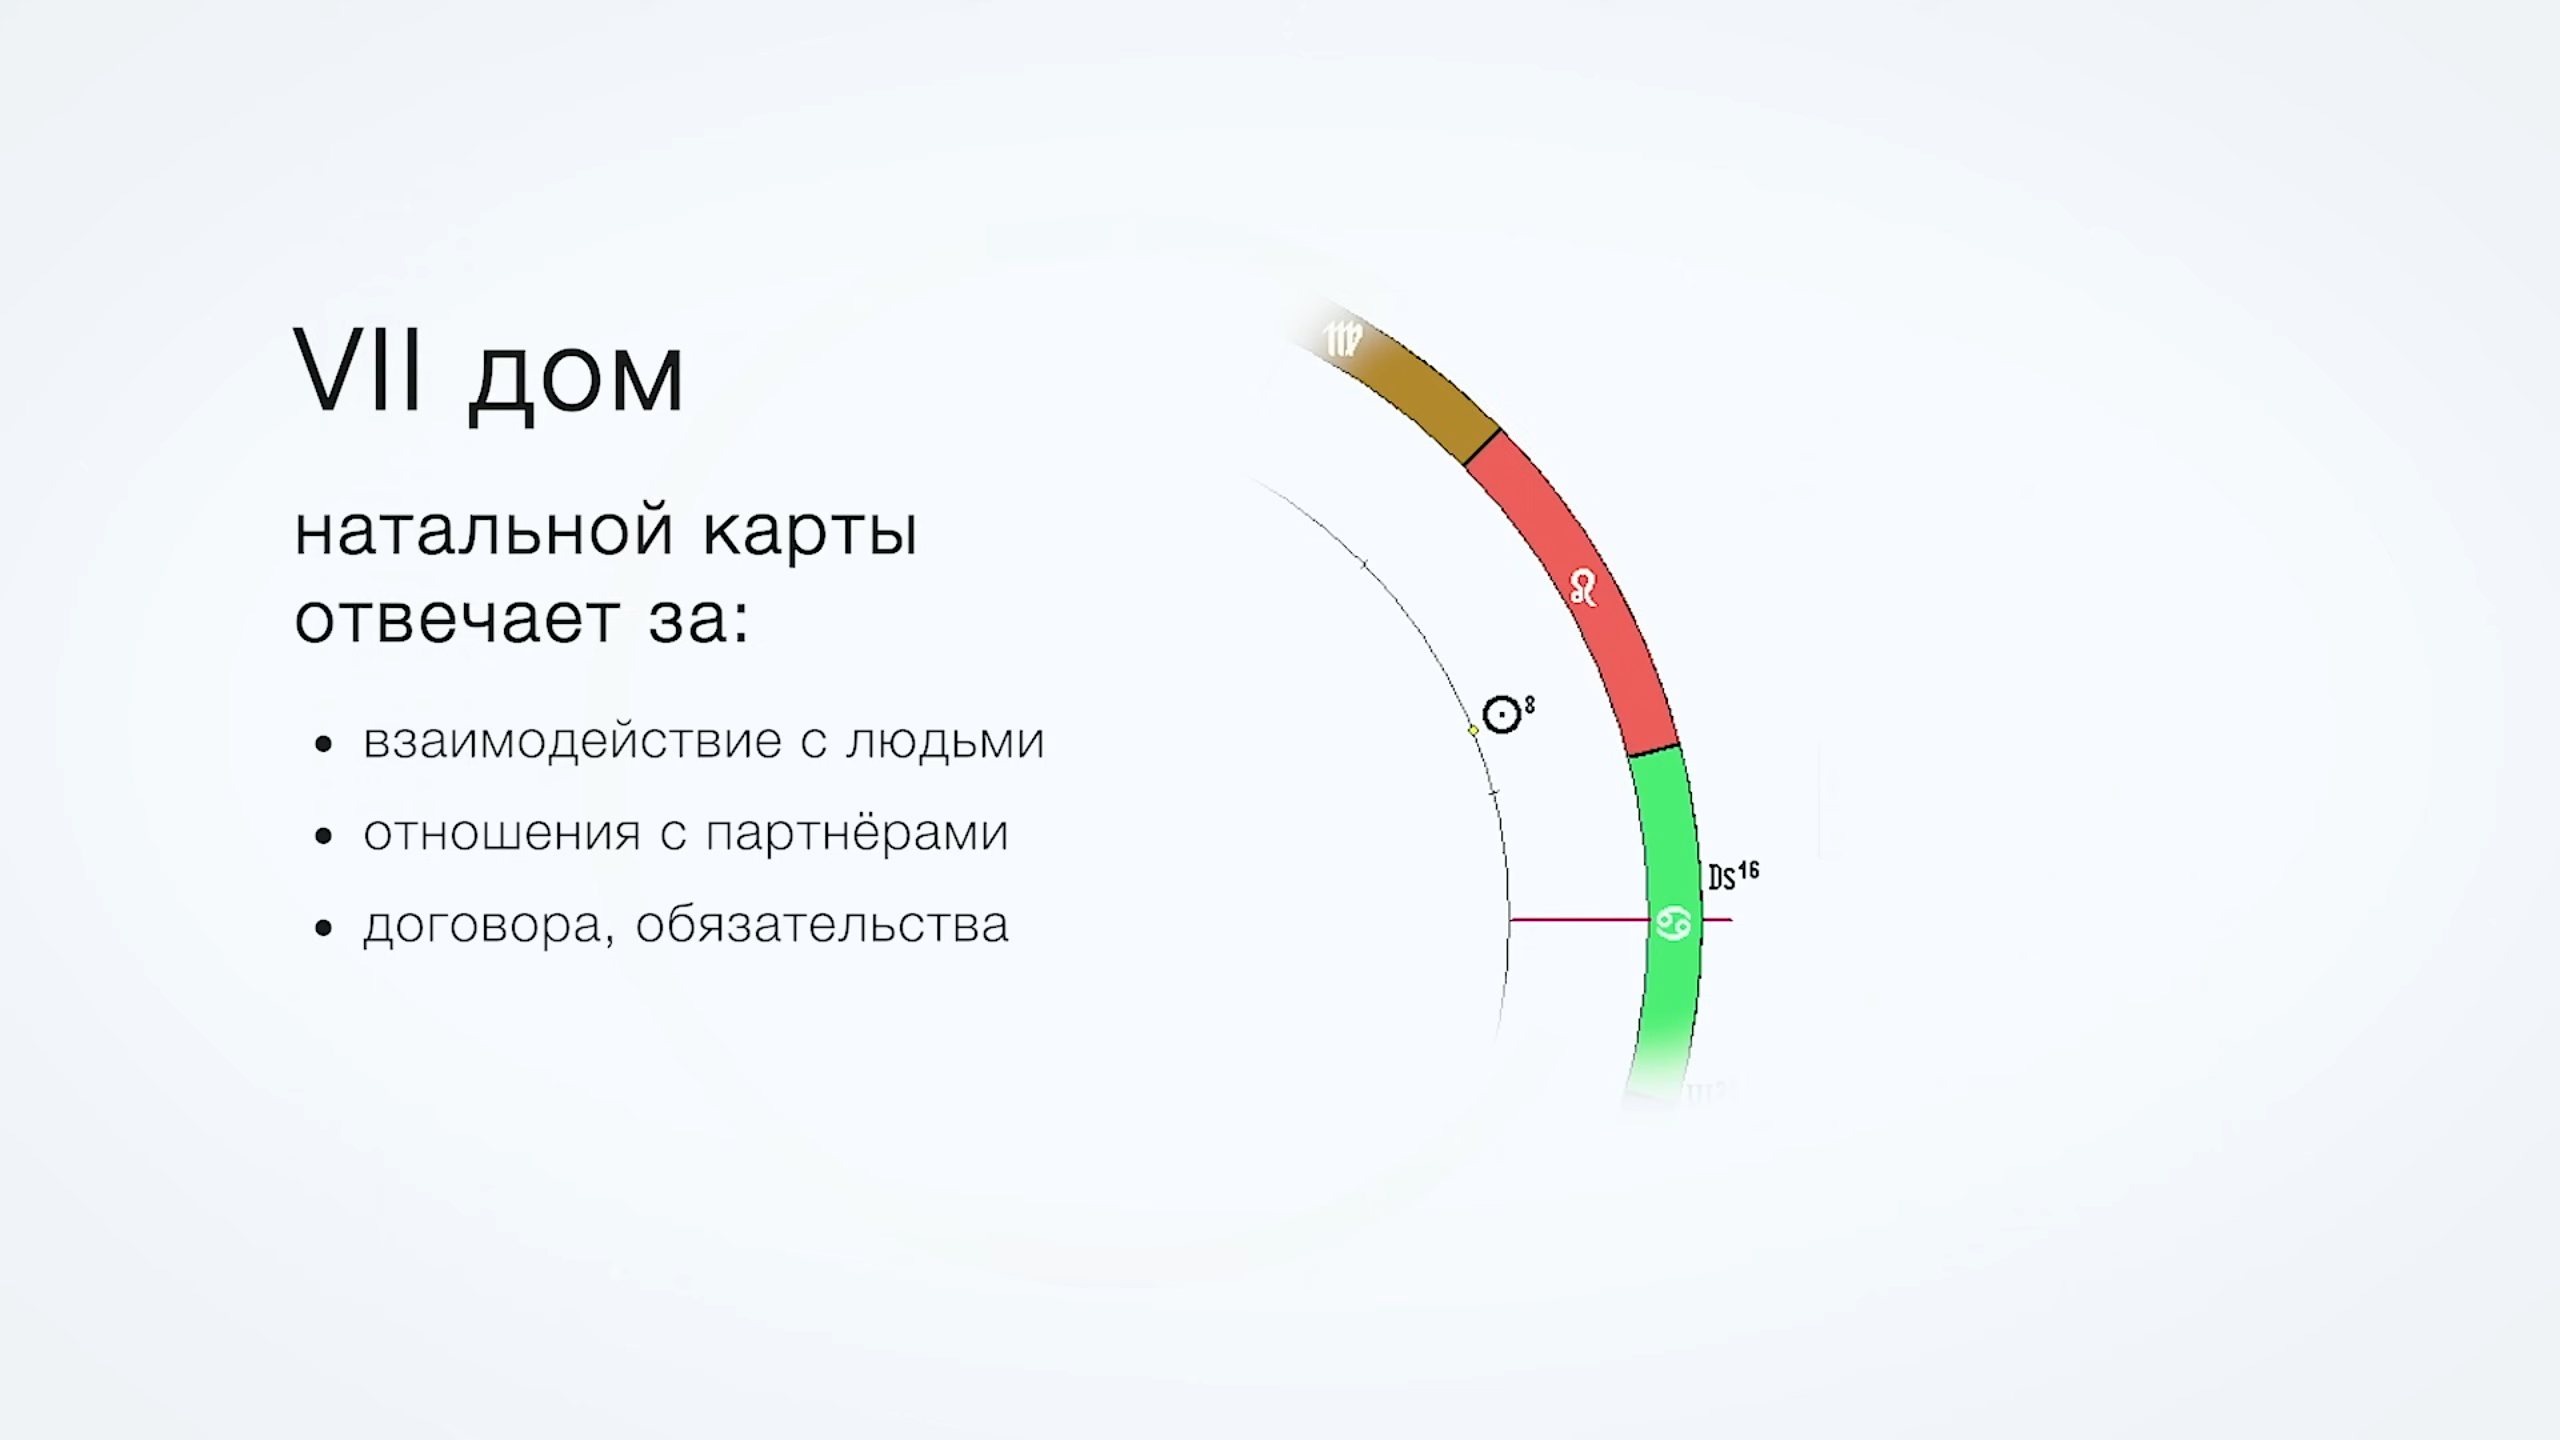 VII дом
натальной карты
отвечает за:
• взаимодействие с людьми
• отношения с партнёрами
• договора, обязательства
♍
♌
☉8
Ds16
♋